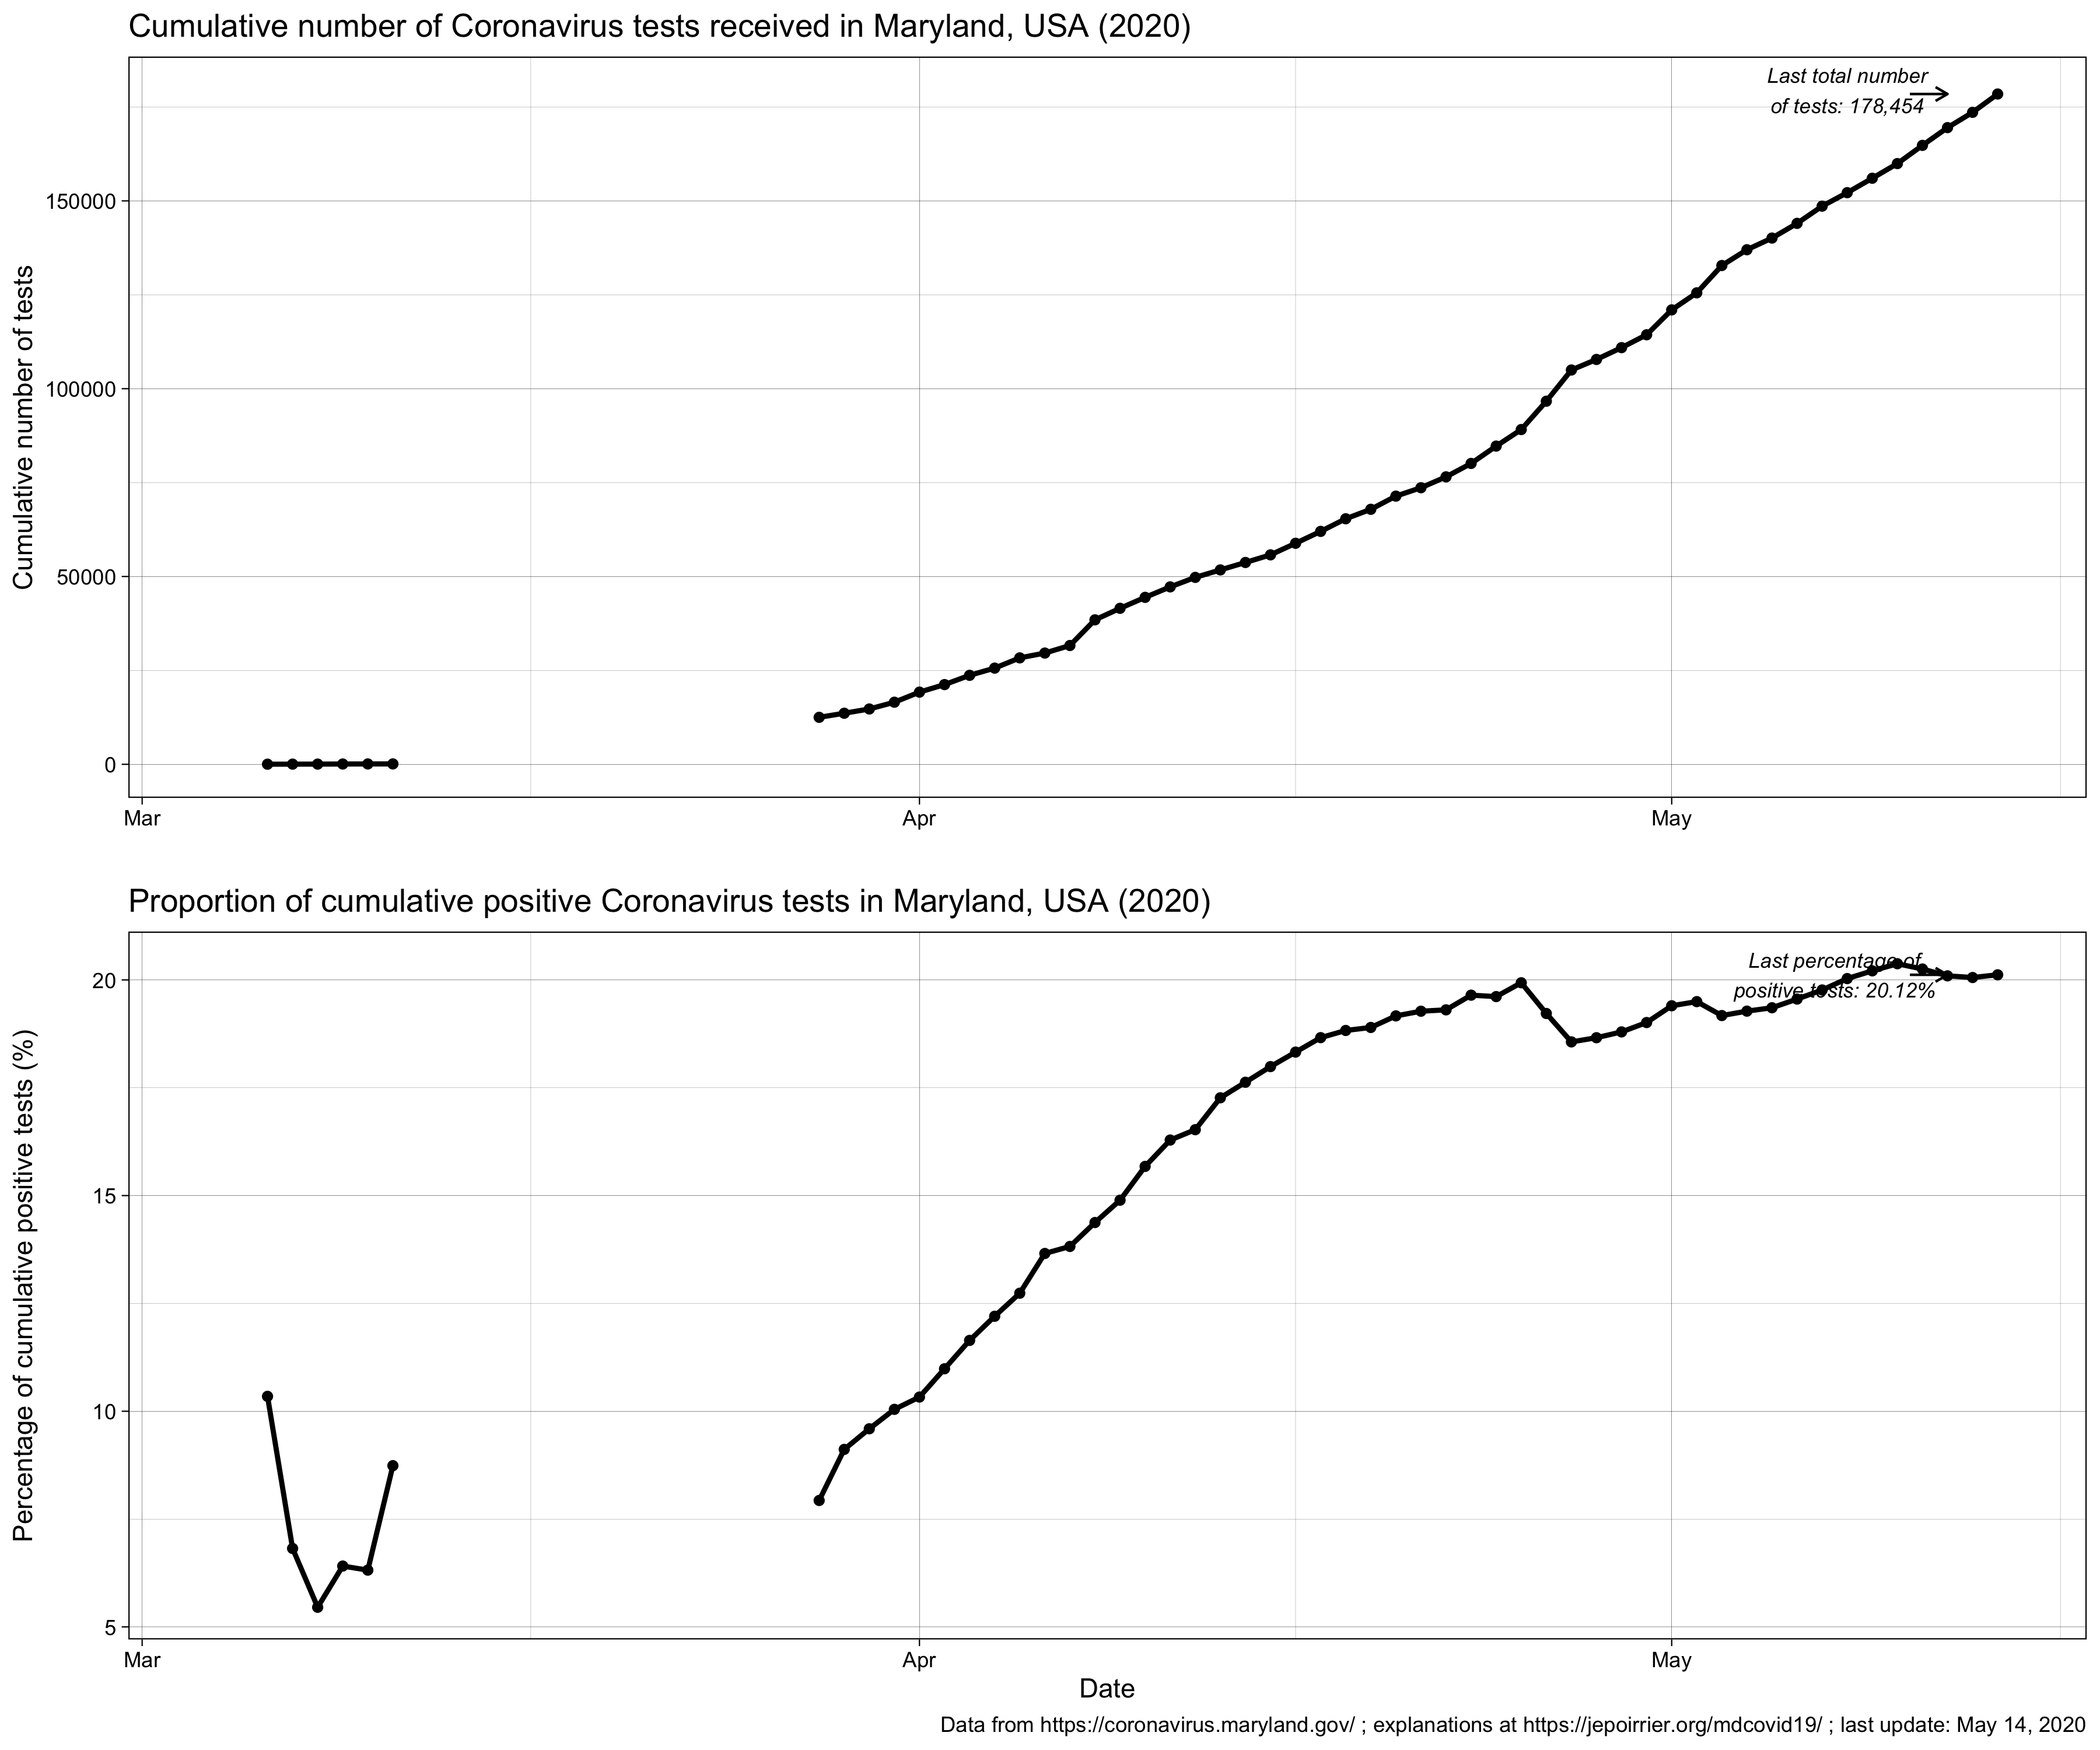 Cumulative number of Coronavirus tests received in Maryland, USA (2020)
Cumulative number of tests
150000
100000
50000
0
Last total number
of tests: 178,454
Mar
Apr
May
Proportion of cumulative positive Coronavirus tests in Maryland, USA (2020)
Percentage of cumulative positive tests (%)
20
15
10
5
Last percentage of
positive tests: 20.12%
Mar
Apr
May
Date
Data from https://coronavirus.maryland.gov/ ; explanations at https://jepoirrier.org/mdcovid19/ ; last update: May 14, 2020